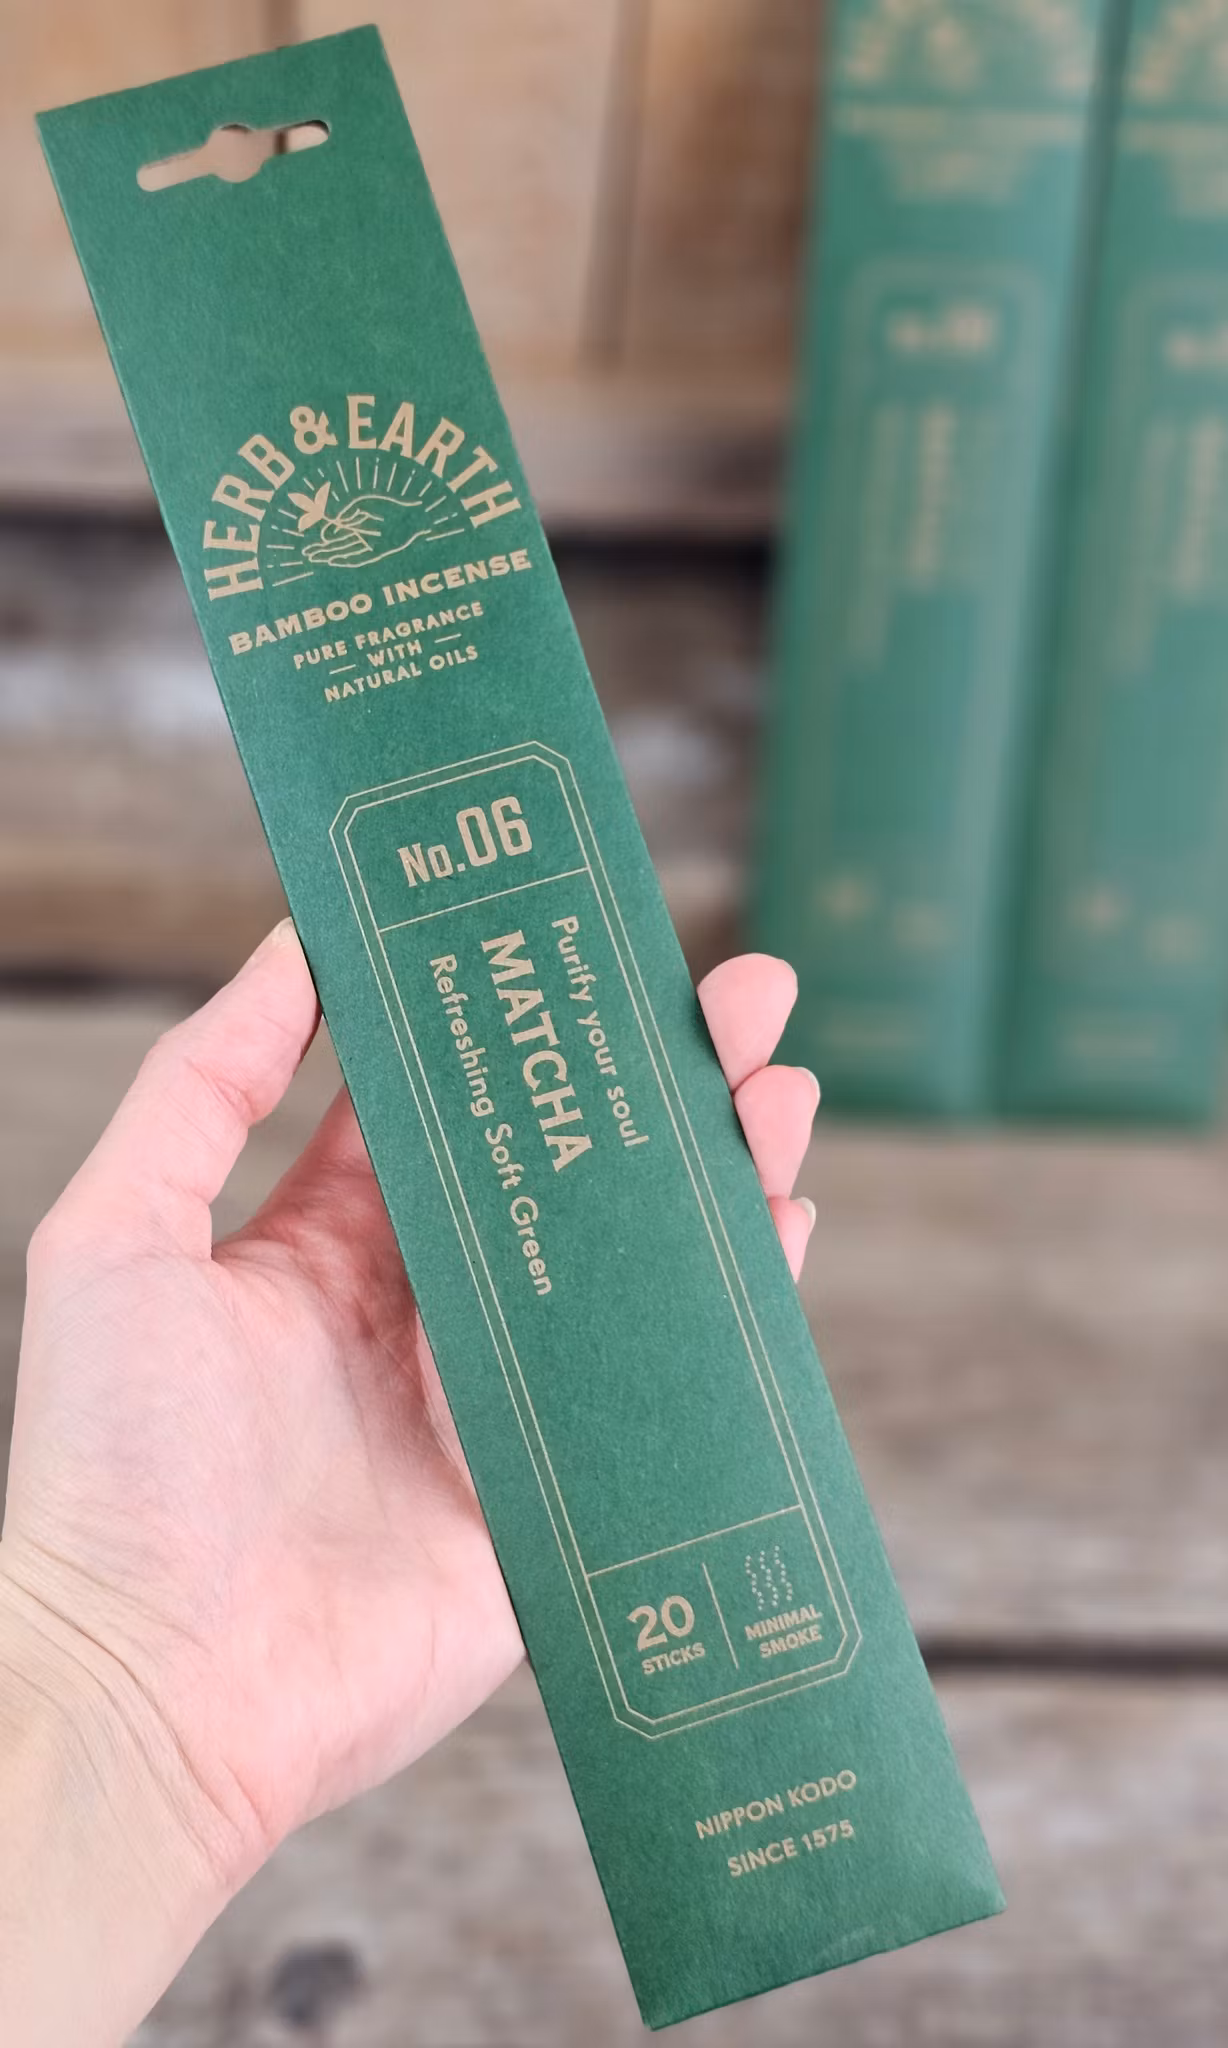 HERB & EARTH
BAMBOO INCENSE
PURE FRAGRANCE
WITH
NATURAL OILS
No.06
Purify your soul
MATCHA
Refreshing Soft Green
20
STICKS
MINIMAL
SMOKE
NIPPON KODO
SINCE 1575